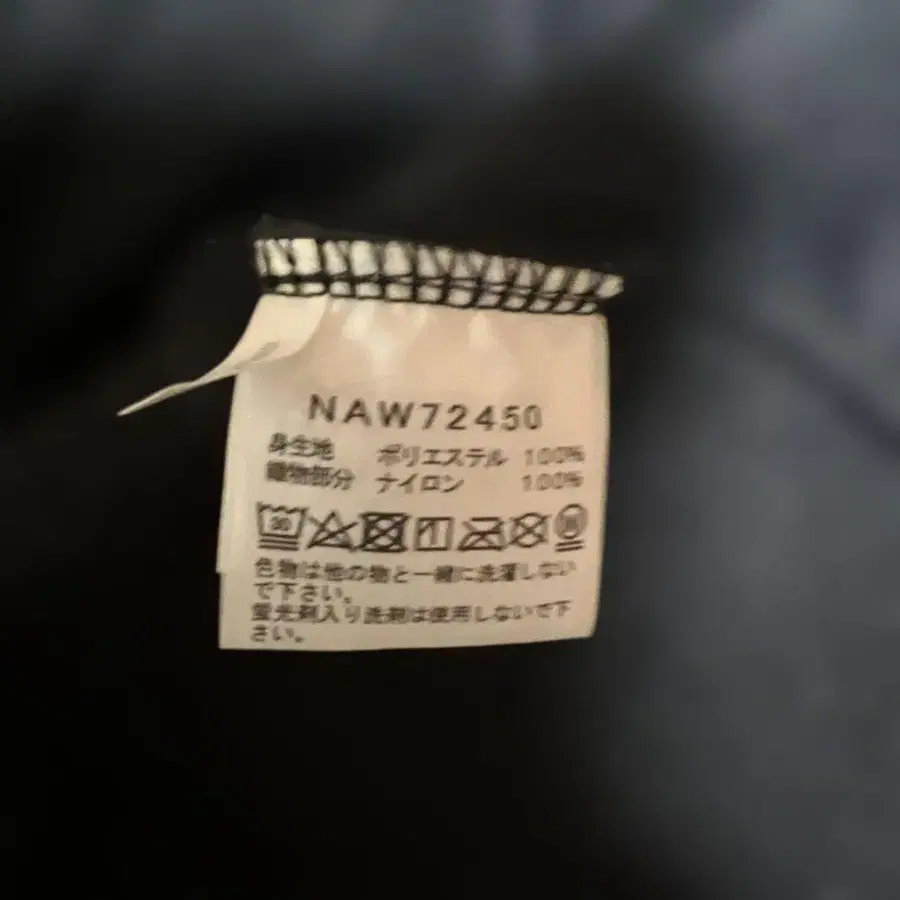 NAW72450
身生地 ポリエステル 100%
織物部分 ナイロン 100%
30
色物は他の物と一緒に洗濯しない
で下さい。
蛍光剤入り洗剤は使用しないで下
さい。